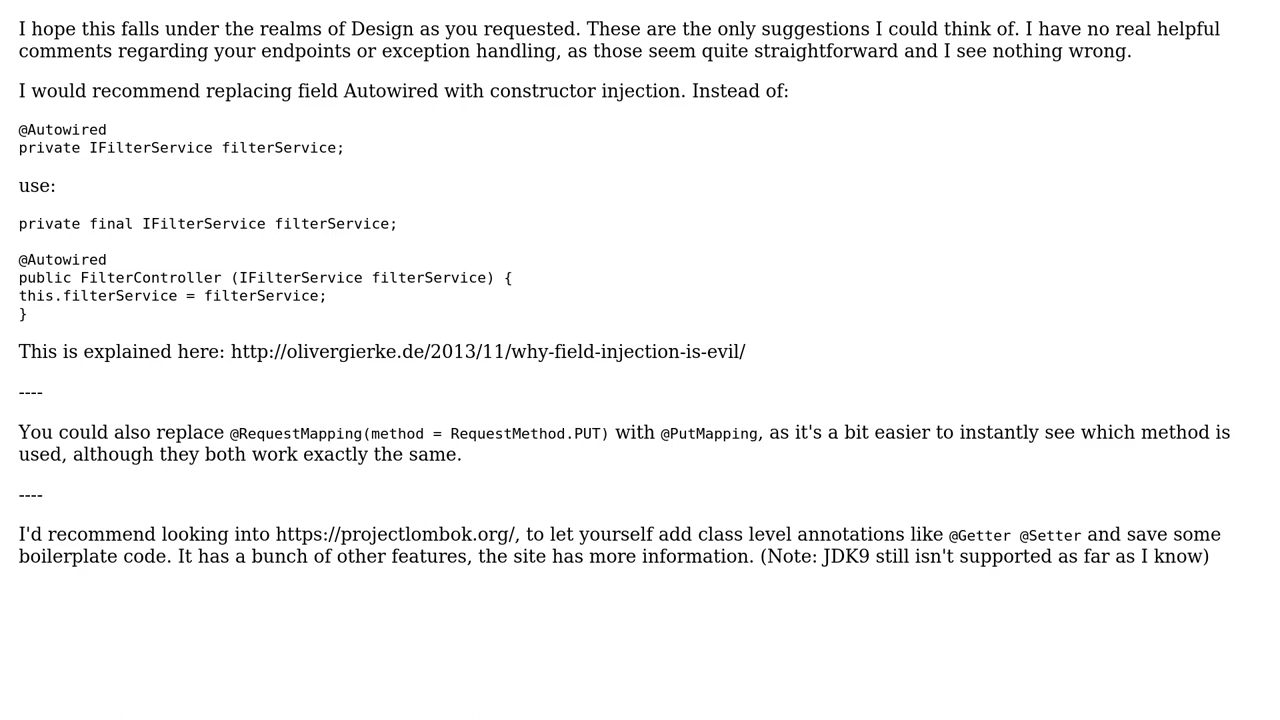 I hope this falls under the realms of Design as you requested. These are the only suggestions I could think of. I have no real helpful
comments regarding your endpoints or exception handling, as those seem quite straightforward and I see nothing wrong.
I would recommend replacing field Autowired with constructor injection. Instead of:
@Autowired
private IFilterService filterService;
use:
private final IFilterService filterService;
@Autowired
public FilterController (IFilterService filterService) {
this.filterService = filterService;
}
This is explained here: http://olivergierke.de/2013/11/why-field-injection-is-evil/
----
You could also replace @RequestMapping(method = RequestMethod.PUT) with @PutMapping, as it's a bit easier to instantly see which method is
used, although they both work exactly the same.
----
I'd recommend looking into https://projectlombok.org/, to let yourself add class level annotations like @Getter @Setter and save some
boilerplate code. It has a bunch of other features, the site has more information. (Note: JDK9 still isn't supported as far as I know)